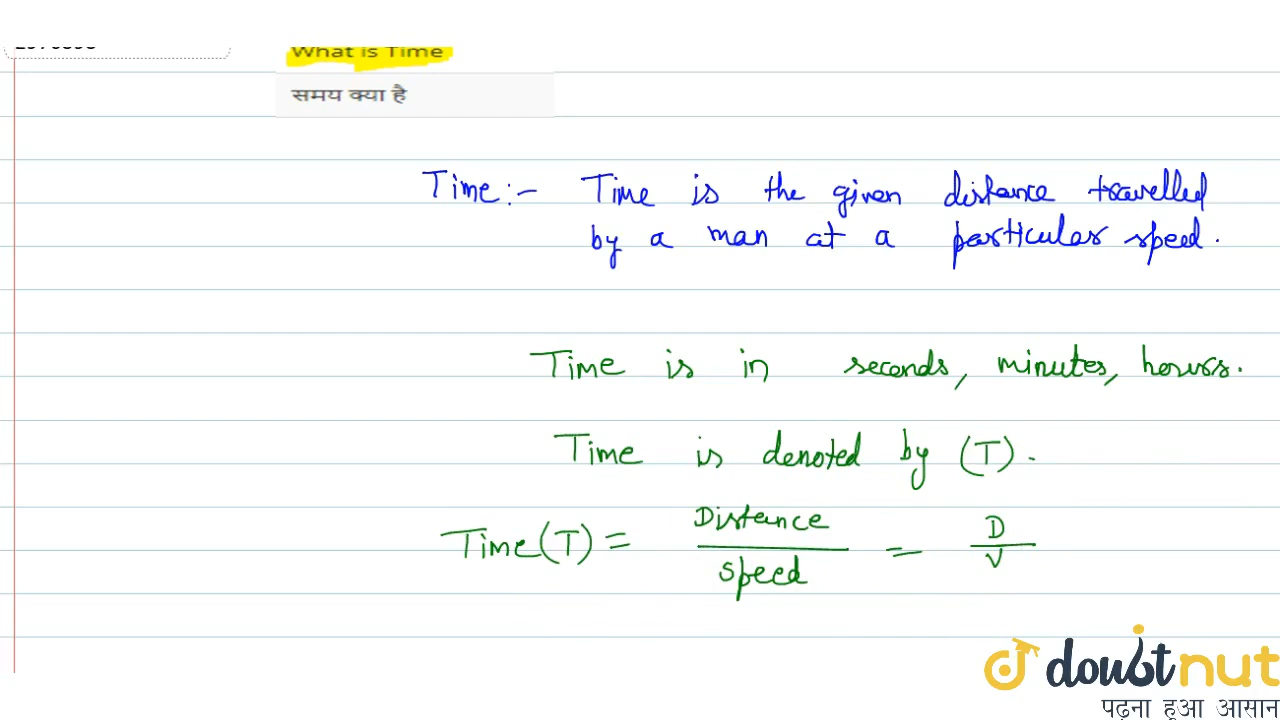 What is Time
समय क्या है
Time:- Time is the given distance travelled
by a man at a particular speed.
Time is in seconds, minutes, hours.
Time is denoted by (T).
Time (T) = Distance / speed = D / V
doubtnut
पढ़ना हुआ आसान